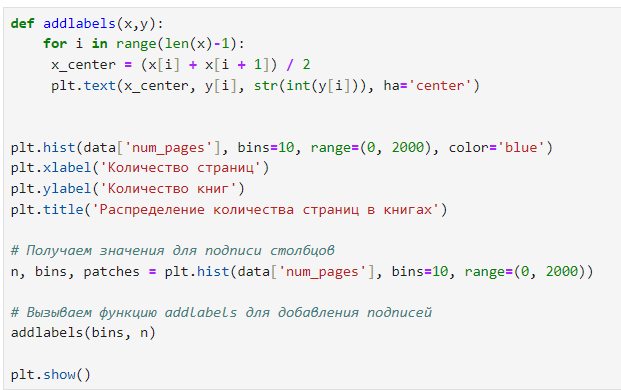 def addlabels(x,y):
    for i in range(len(x)-1):
     x_center = (x[i] + x[i + 1]) / 2
     plt.text(x_center, y[i], str(int(y[i])), ha='center')
plt.hist(data['num_pages'], bins=10, range=(0, 2000), color='blue')
plt.xlabel('Количество страниц')
plt.ylabel('Количество книг')
plt.title('Распределение количества страниц в книгах')
# Получаем значения для подписи столбцов
n, bins, patches = plt.hist(data['num_pages'], bins=10, range=(0, 2000))
# Вызываем функцию addlabels для добавления подписей
addlabels(bins, n)
plt.show()